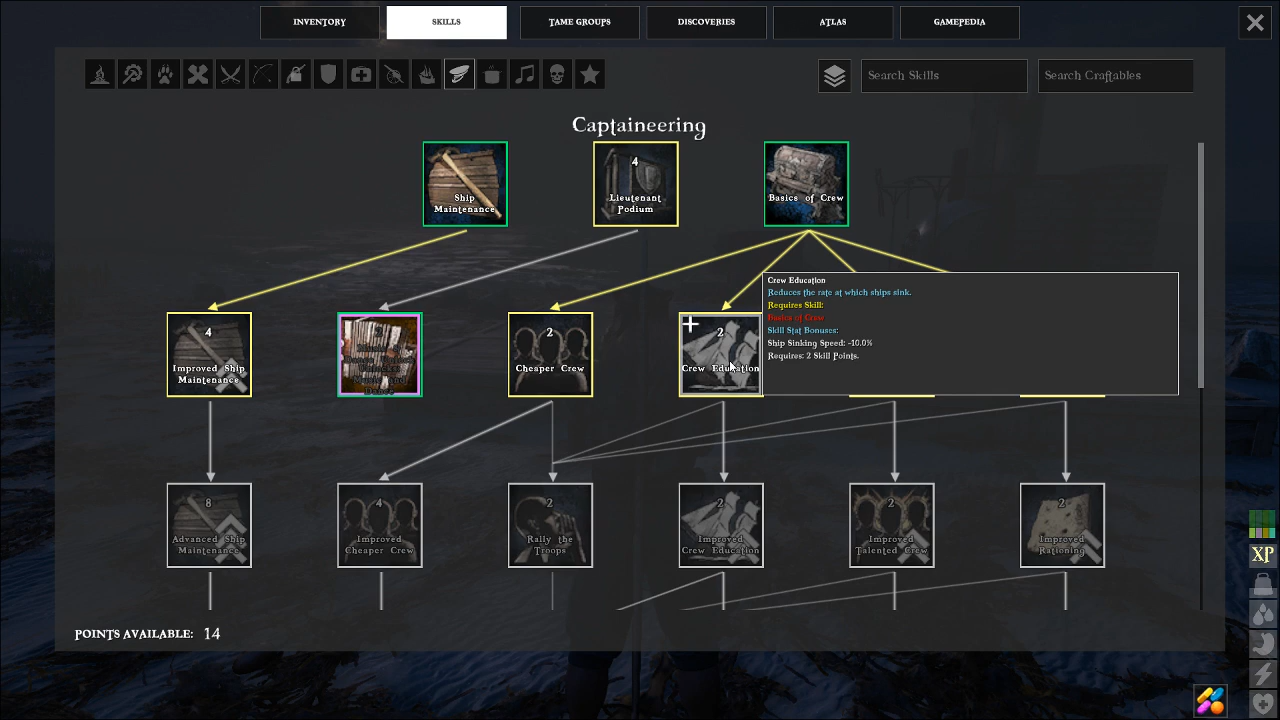 INVENTORY
SKILLS
TAME GROUPS
DISCOVERIES
ATLAS
GAMEPEDIA
Search Skills
Search Craftables
Captaineering
Ship
Maintenance
4
Lieutenant
Podium
Basics of Crew
4
Improved Ship
Maintenance
2
Cheaper Crew
2
Crew Education
Crew Education
Reduces the rate at which ships sink.
Requires Skill:
Basics of Crew
Skill Stat Bonuses:
Ship Sinking Speed: -10.0%
Requires: 2 Skill Points.
8
Advanced Ship
Maintenance
4
Improved
Cheaper Crew
2
Rally the
Troops
2
Improved
Crew Education
2
Improved
Talented Crew
2
Improved
Rationing
POINTS AVAILABLE: 14
XP